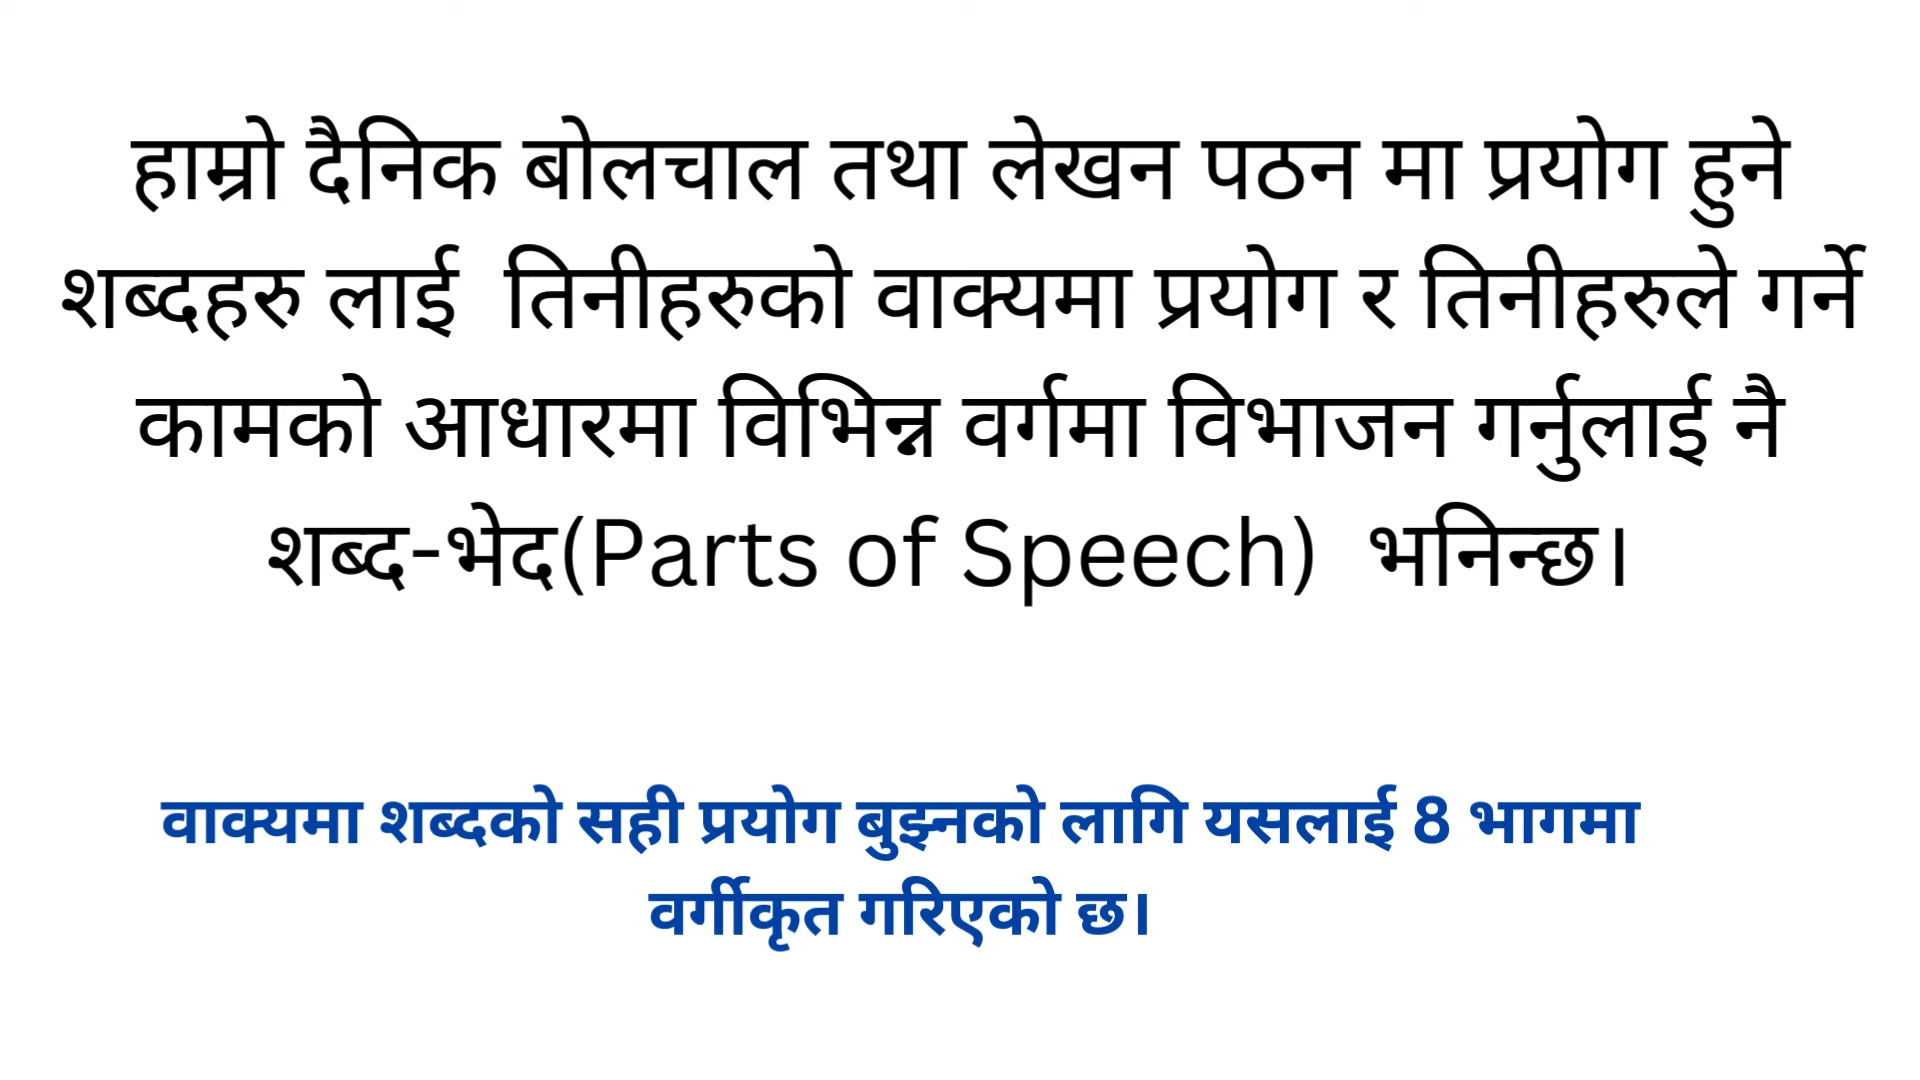 हाम्रो दैनिक बोलचाल तथा लेखन पठन मा प्रयोग हुने
शब्दहरु लाई  तिनीहरुको वाक्यमा प्रयोग र तिनीहरुले गर्ने
कामको आधारमा विभिन्न वर्गमा विभाजन गर्नुलाई नै
शब्द-भेद(Parts of Speech)  भनिन्छ।
वाक्यमा शब्दको सही प्रयोग बुझ्नको लागि यसलाई 8 भागमा
वर्गीकृत गरिएको छ।